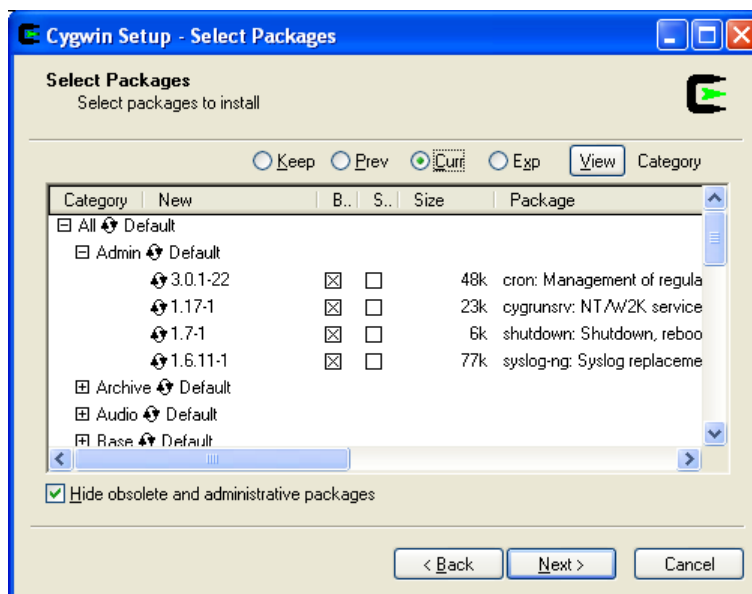 Cygwin Setup - Select Packages
Select Packages
Select packages to install
Keep Prev Curr Exp View Category
Category New B.. S.. Size Package
All Default
Admin Default
3.0.1-22 48k cron: Management of regula
1.17-1 23k cygrunsrv: NT/W2K service
1.7-1 6k shutdown: Shutdown, reboo
1.6.11-1 77k syslog-ng: Syslog replaceme
Archive Default
Audio Default
Base Default
Hide obsolete and administrative packages
< Back Next > Cancel